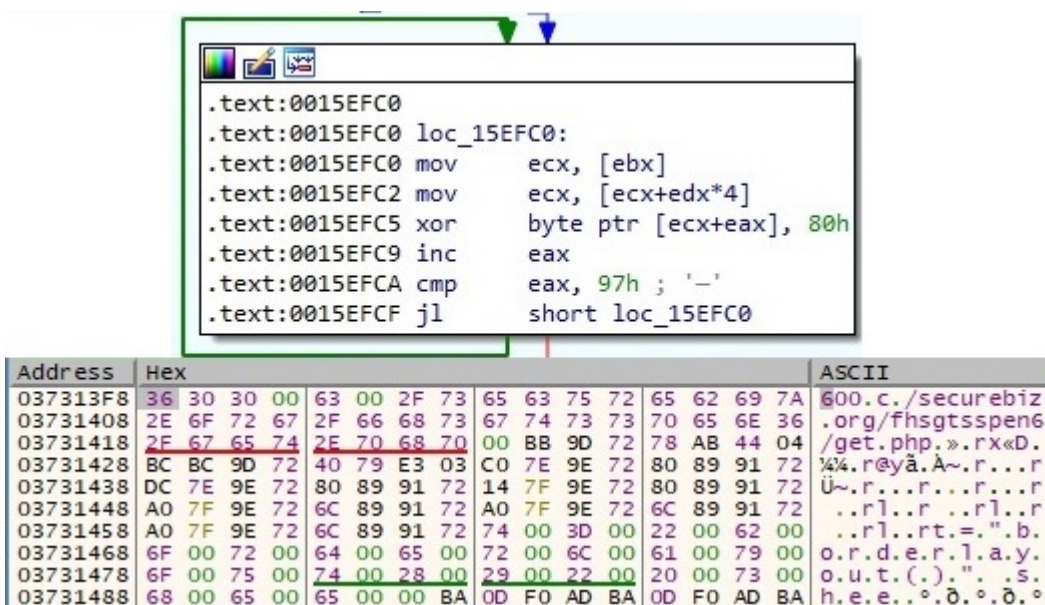 .text:0015EFC0
.text:0015EFC0 loc_15EFC0:
.text:0015EFC0 mov ecx, [ebx]
.text:0015EFC2 mov ecx, [ecx+edx*4]
.text:0015EFC5 xor byte ptr [ecx+eax], 80h
.text:0015EFC9 inc eax
.text:0015EFCA cmp eax, 97h ; '—'
.text:0015EFCF jl short loc_15EFC0
Address Hex ASCII
037313F8 36 30 30 00 63 00 2F 73 65 63 75 72 65 62 69 7A 600.c./securebiz
03731408 2E 6F 72 67 2F 66 68 73 67 74 73 73 70 65 6E 36 .org/fhsgtsspen6
03731418 2F 67 65 74 2E 70 68 70 00 BB 9D 72 78 AB 44 04 /get.php.».rx«D.
03731428 BC BC 9D 72 40 79 E3 03 C0 7E 9E 72 80 89 91 72 ¼¼.r@yã.À~.r...r
03731438 DC 7E 9E 72 80 89 91 72 14 7F 9E 72 80 89 91 72 Ü~.r...r...r...r
03731448 A0 7F 9E 72 6C 89 91 72 A0 7F 9E 72 6C 89 91 72 ..rl..r ..rl..r
03731458 A0 7F 9E 72 6C 89 91 72 74 00 3D 00 22 00 62 00 ..rl..rt.=.".b.
03731468 6F 00 72 00 64 00 65 00 72 00 6C 00 61 00 79 00 o.r.d.e.r.l.a.y.
03731478 6F 00 75 00 74 00 28 00 29 00 22 00 20 00 73 00 o.u.t.(.).". .s.
03731488 68 00 65 00 65 00 00 BA 0D F0 AD BA 0D F0 AD BA h.e.e..º.ð.º.ð.º